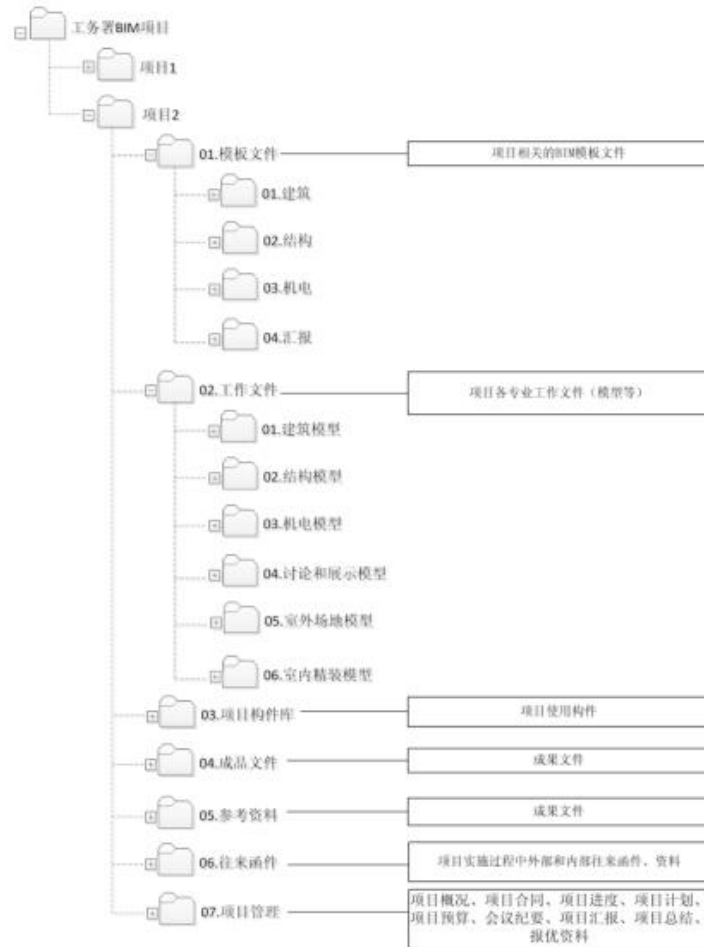 工务署BIM项目
项目1
项目2
01.模板文件
项目相关的BIM模板文件
01.建筑
02.结构
03.机电
04.汇报
02.工作文件
项目各专业工作文件（模型等）
01.建筑模型
02.结构模型
03.机电模型
04.讨论和展示模型
05.室外场地模型
06.室内精装模型
03.项目构件库
项目使用构件
04.成品文件
成果文件
05.参考资料
成果文件
06.往来函件
项目实施过程中外部和内部往来函件、资料
07.项目管理
项目概况、项目合同、项目进度、项目计划、
项目预算、会议纪要、项目汇报、项目总结、
报优资料